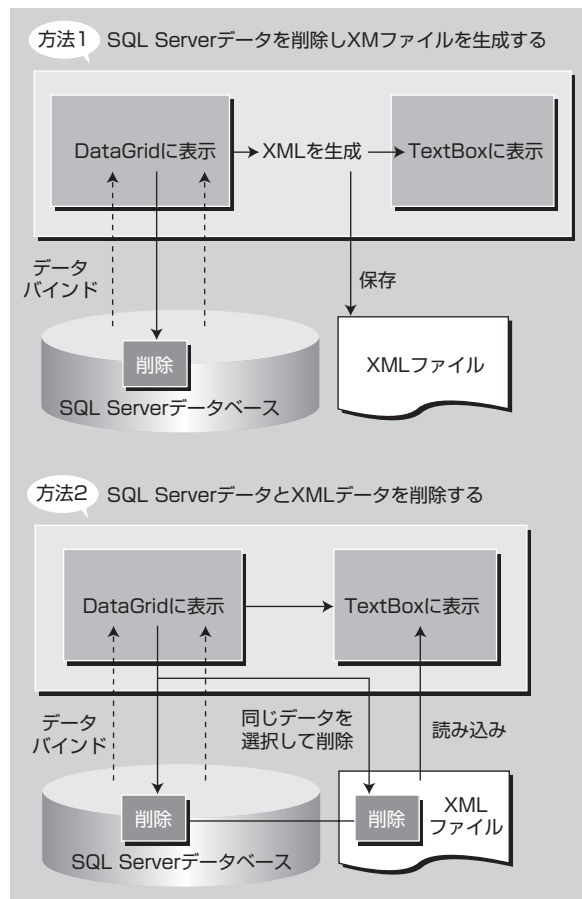 方法1 SQL Serverデータを削除しXMファイルを生成する
DataGridに表示
XMLを生成
TextBoxに表示
データ
バインド
保存
削除
XMLファイル
SQL Serverデータベース
方法2 SQL ServerデータとXMLデータを削除する
DataGridに表示
TextBoxに表示
データ
バインド
同じデータを
選択して削除
読み込み
削除
削除
XML
ファイル
SQL Serverデータベース